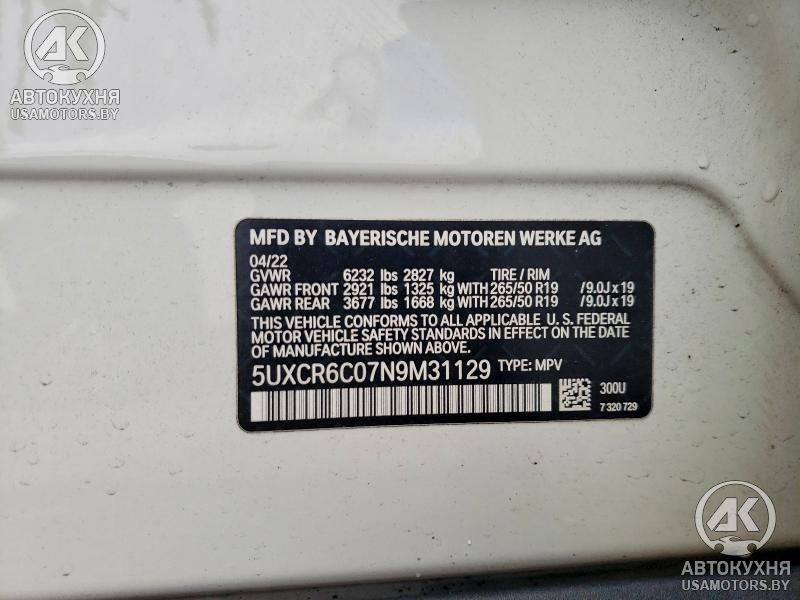 AK
АВТОКУХНЯ
USAMOTORS.BY
MFD BY BAYERISCHE MOTOREN WERKE AG
04/22
GVWR 6232 lbs 2827 kg TIRE / RIM
GAWR FRONT 2921 lbs 1325 kg WITH 265/50 R19 /9.0J x 19
GAWR REAR 3677 lbs 1668 kg WITH 265/50 R19 /9.0J x 19
THIS VEHICLE CONFORMS TO ALL APPLICABLE U.S. FEDERAL
MOTOR VEHICLE SAFETY STANDARDS IN EFFECT ON THE DATE
OF MANUFACTURE SHOWN ABOVE.
5UXCR6C07N9M31129 TYPE: MPV
300U
7 320 729
AK
АВТОКУХНЯ
USAMOTORS.BY